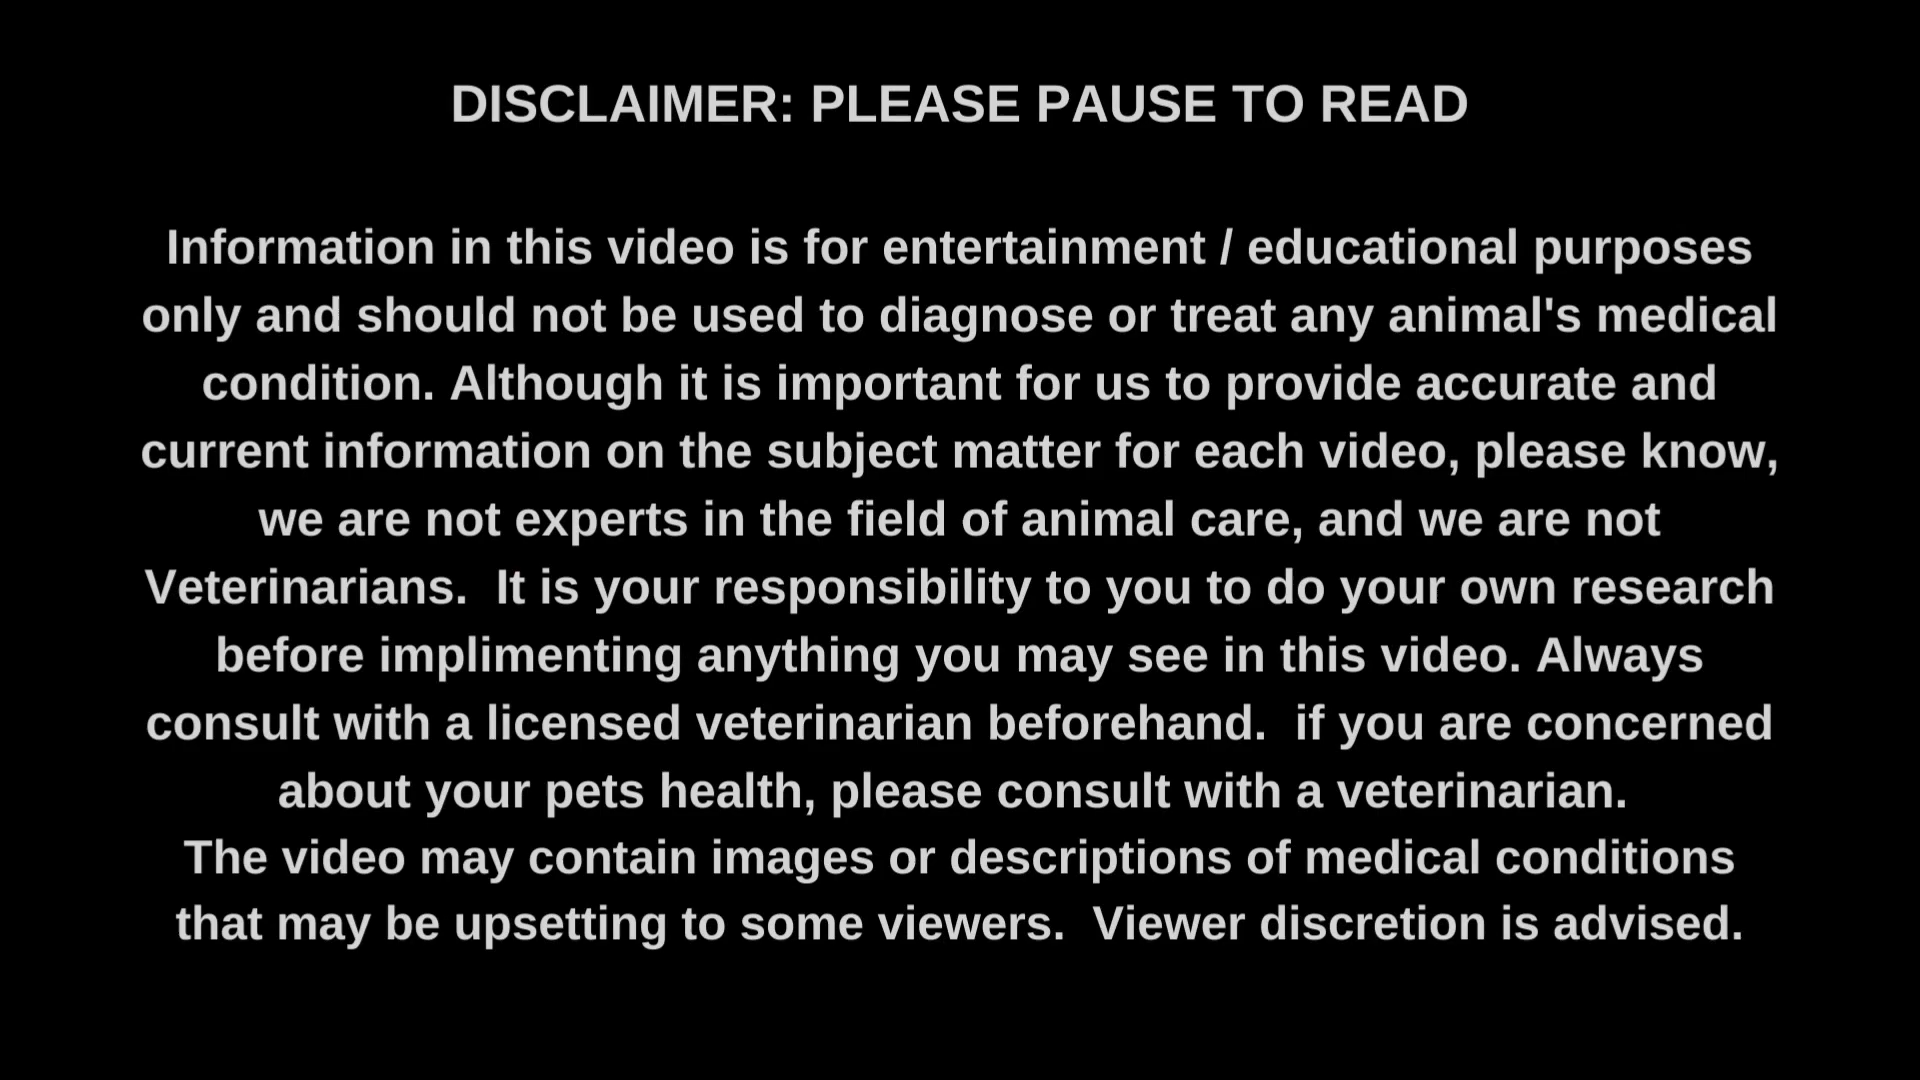 DISCLAIMER: PLEASE PAUSE TO READ
Information in this video is for entertainment / educational purposes
only and should not be used to diagnose or treat any animal's medical
condition. Although it is important for us to provide accurate and
current information on the subject matter for each video, please know,
we are not experts in the field of animal care, and we are not
Veterinarians.  It is your responsibility to you to do your own research
before implimenting anything you may see in this video. Always
consult with a licensed veterinarian beforehand.  if you are concerned
about your pets health, please consult with a veterinarian.
The video may contain images or descriptions of medical conditions
that may be upsetting to some viewers.  Viewer discretion is advised.